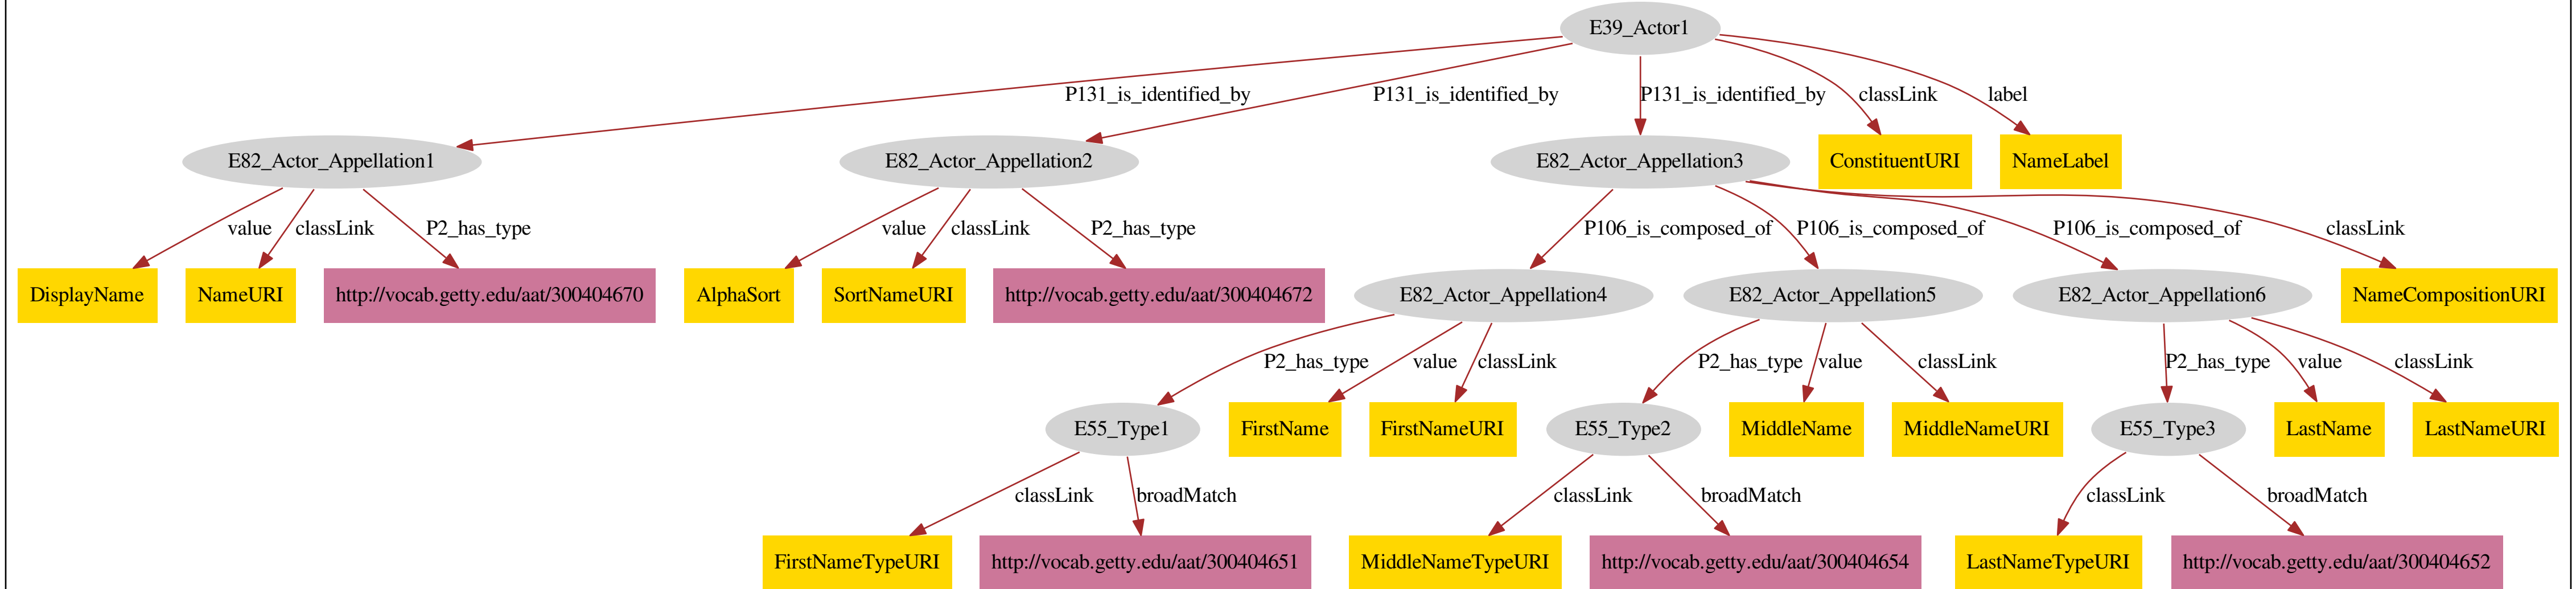 E39_Actor1
P131_is_identified_by P131_is_identified_by P131_is_identified_by classLink label
E82_Actor_Appellation1 E82_Actor_Appellation2 E82_Actor_Appellation3 ConstituentURI NameLabel
value classLink P2_has_type value classLink P2_has_type P106_is_composed_of P106_is_composed_of P106_is_composed_of classLink
DisplayName NameURI http://vocab.getty.edu/aat/300404670 AlphaSort SortNameURI http://vocab.getty.edu/aat/300404672 E82_Actor_Appellation4 E82_Actor_Appellation5 E82_Actor_Appellation6 NameCompositionURI
P2_has_type value classLink P2_has_type value classLink P2_has_type value classLink
E55_Type1 FirstName FirstNameURI E55_Type2 MiddleName MiddleNameURI E55_Type3 LastName LastNameURI
classLink broadMatch classLink broadMatch classLink broadMatch
FirstNameTypeURI http://vocab.getty.edu/aat/300404651 MiddleNameTypeURI http://vocab.getty.edu/aat/300404654 LastNameTypeURI http://vocab.getty.edu/aat/300404652